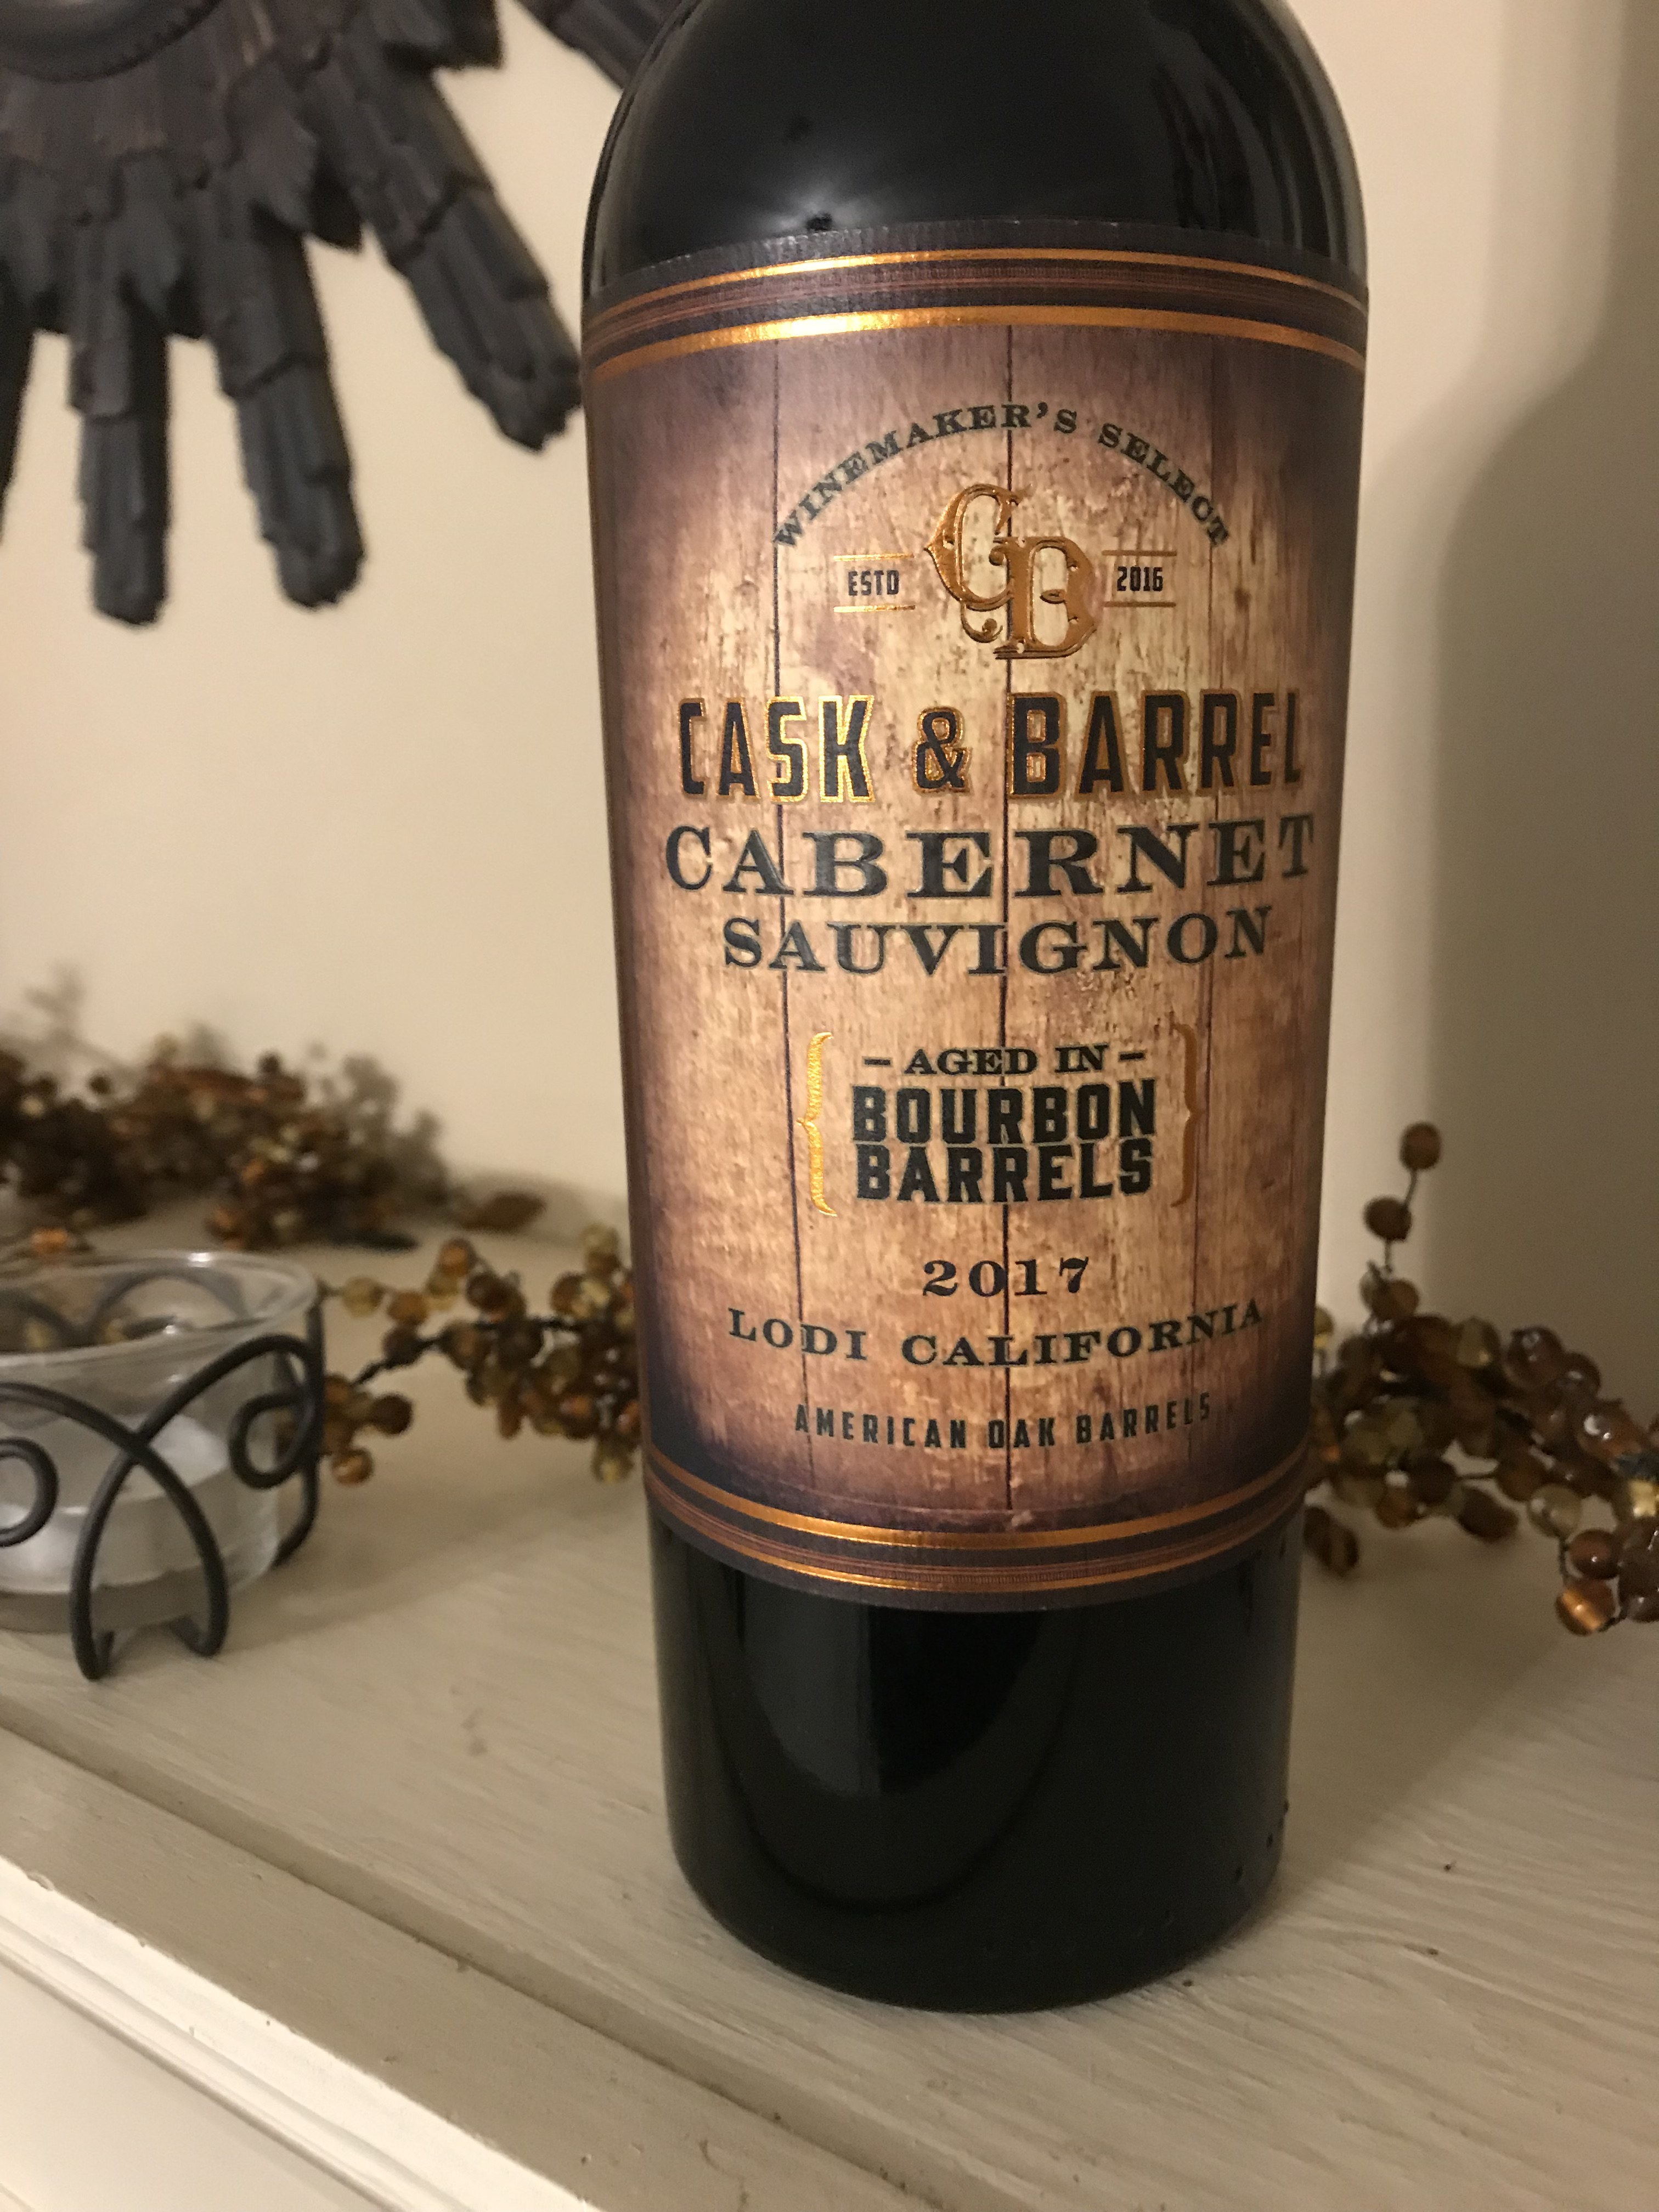 WINEMAKER'S SELECT
ESTD CB 2016
CASK & BARREL
CABERNET
SAUVIGNON
- AGED IN -
BOURBON
BARRELS
2017
LODI CALIFORNIA
AMERICAN OAK BARRELS